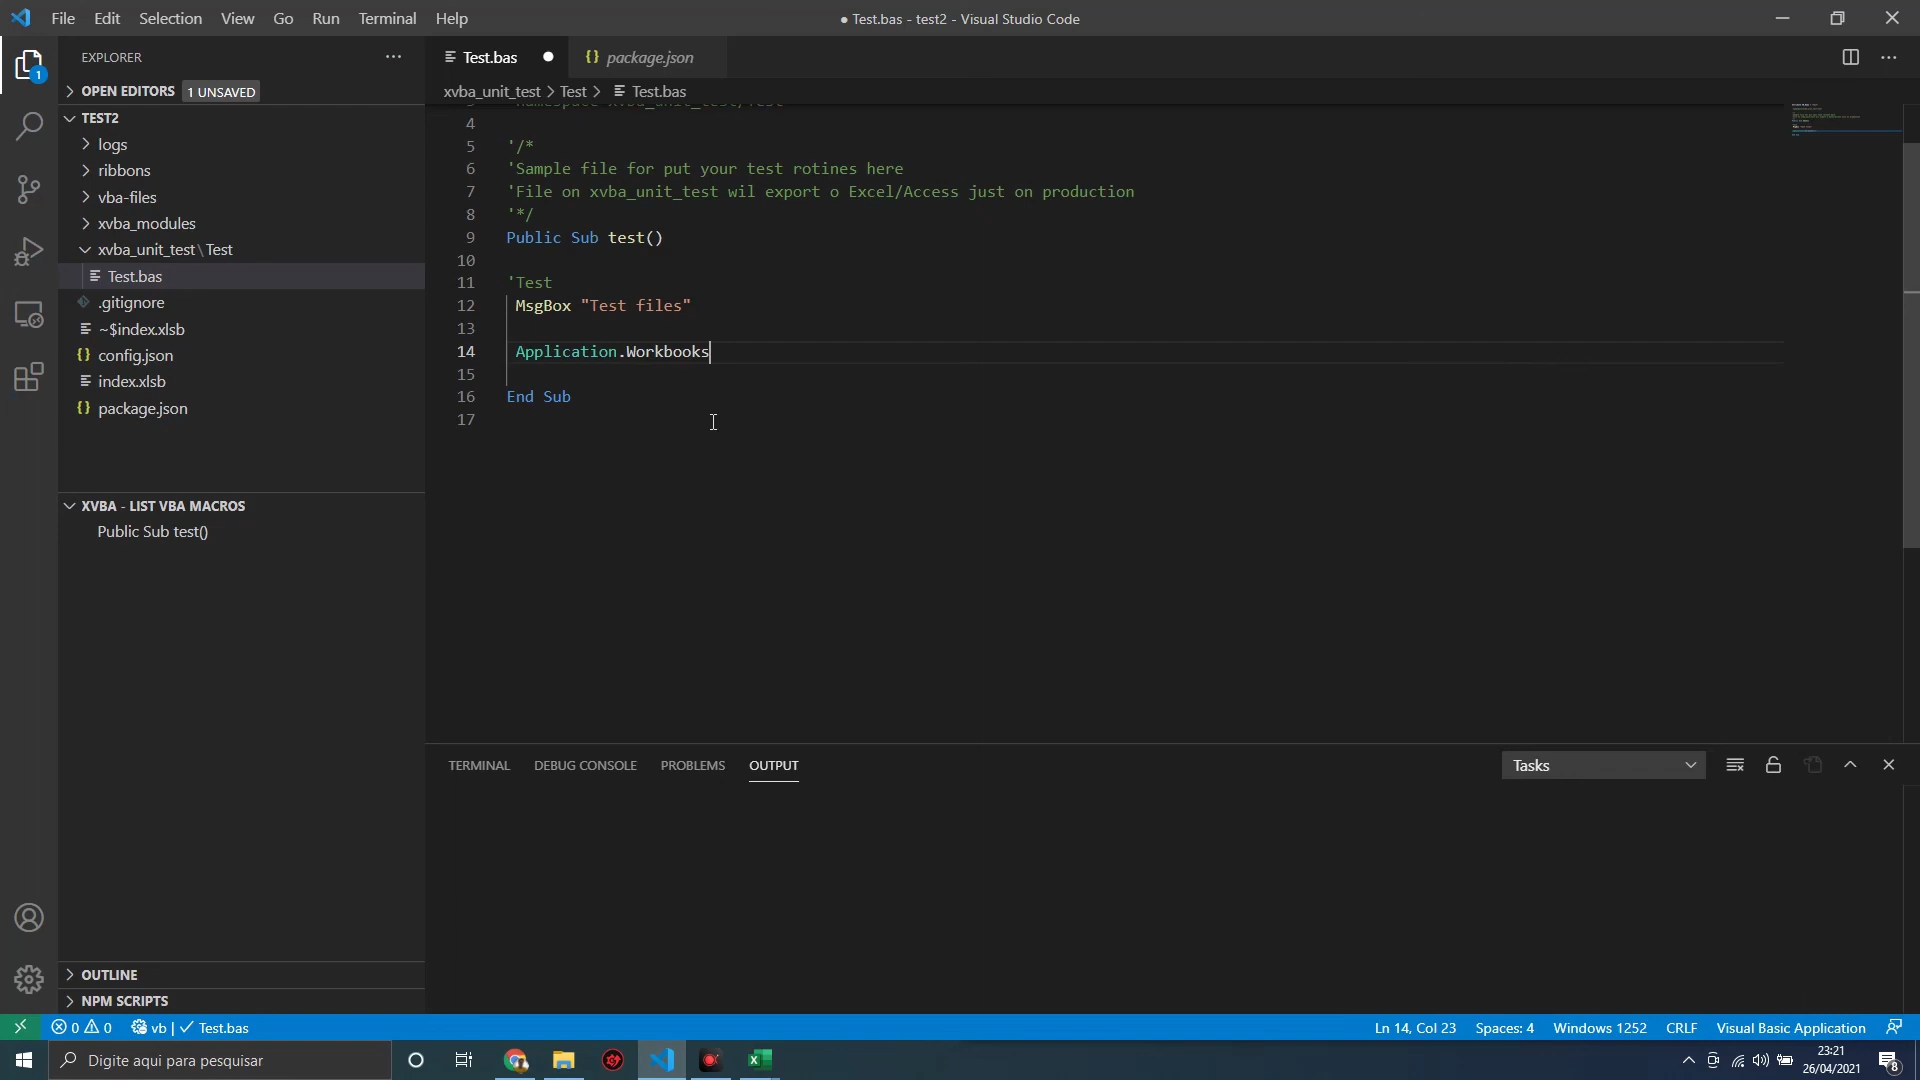 File Edit Selection View Go Run Terminal Help
● Test.bas - test2 - Visual Studio Code
EXPLORER
OPEN EDITORS 1 UNSAVED
TEST2
logs
ribbons
vba-files
xvba_modules
xvba_unit_test\Test
Test.bas
.gitignore
~$index.xlsb
config.json
index.xlsb
package.json
XVBA - LIST VBA MACROS
Public Sub test()
OUTLINE
NPM SCRIPTS
Test.bas
{} package.json
xvba_unit_test > Test > Test.bas
3 'namespace xvba_unit_test/Test
4
5 '/*
6 'Sample file for put your test rotines here
7 'File on xvba_unit_test wil export o Excel/Access just on production
8 '*/
9 Public Sub test()
10
11 'Test
12 MsgBox "Test files"
13
14 Application.Workbooks
15
16 End Sub
17
TERMINAL DEBUG CONSOLE PROBLEMS OUTPUT
Tasks
0 0 vb | ✓ Test.bas
Ln 14, Col 23 Spaces: 4 Windows 1252 CRLF Visual Basic Application
Digite aqui para pesquisar
23:21
26/04/2021
8
1